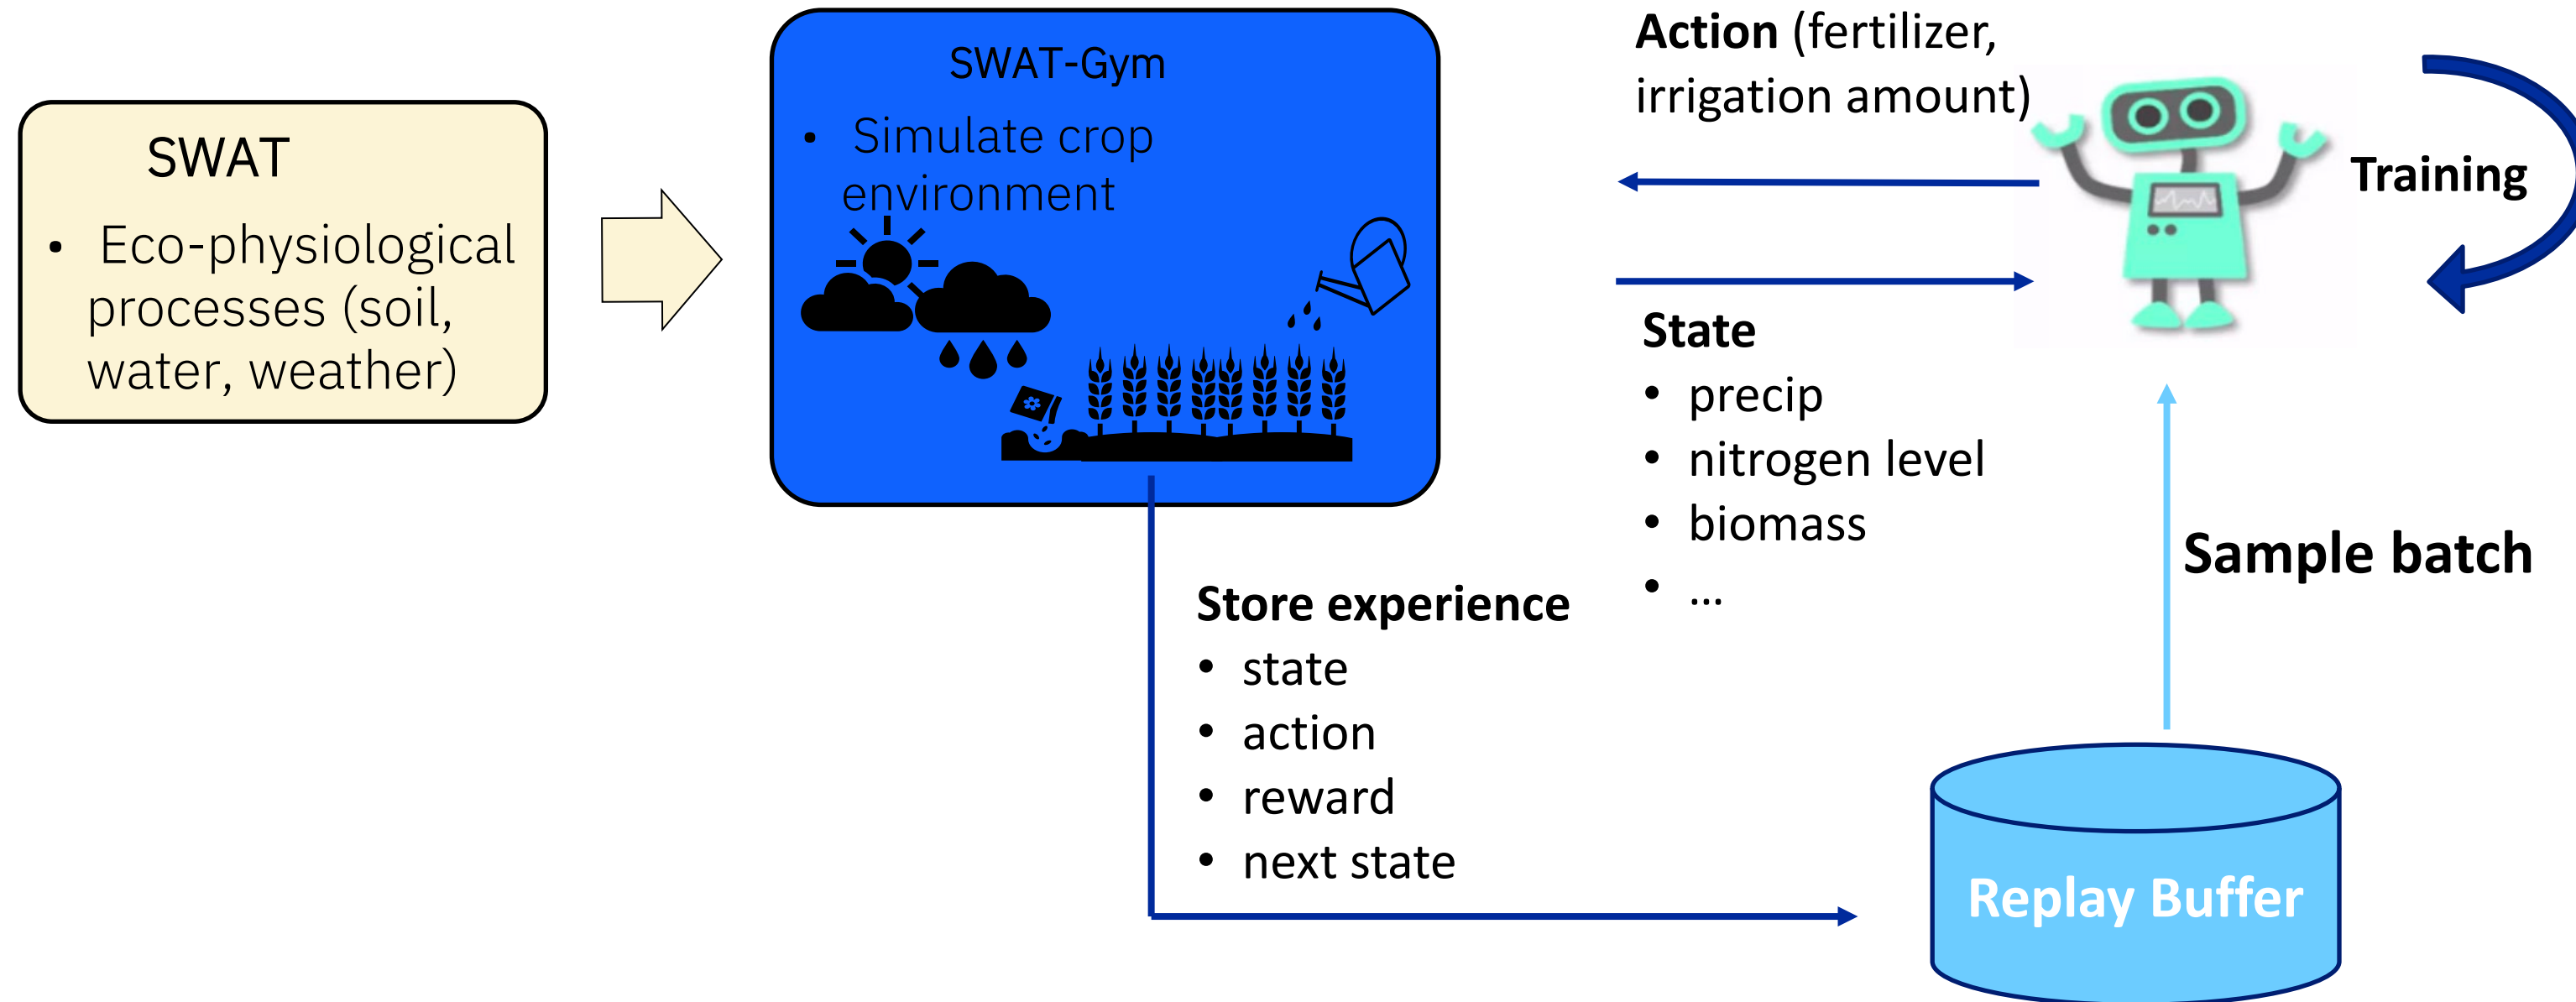 SWAT
• Eco-physiological
processes (soil,
water, weather)
SWAT-Gym
• Simulate crop
environment
Action (fertilizer,
irrigation amount)
Training
State
• precip
• nitrogen level
• biomass
• ...
Store experience
• state
• action
• reward
• next state
Sample batch
Replay Buffer